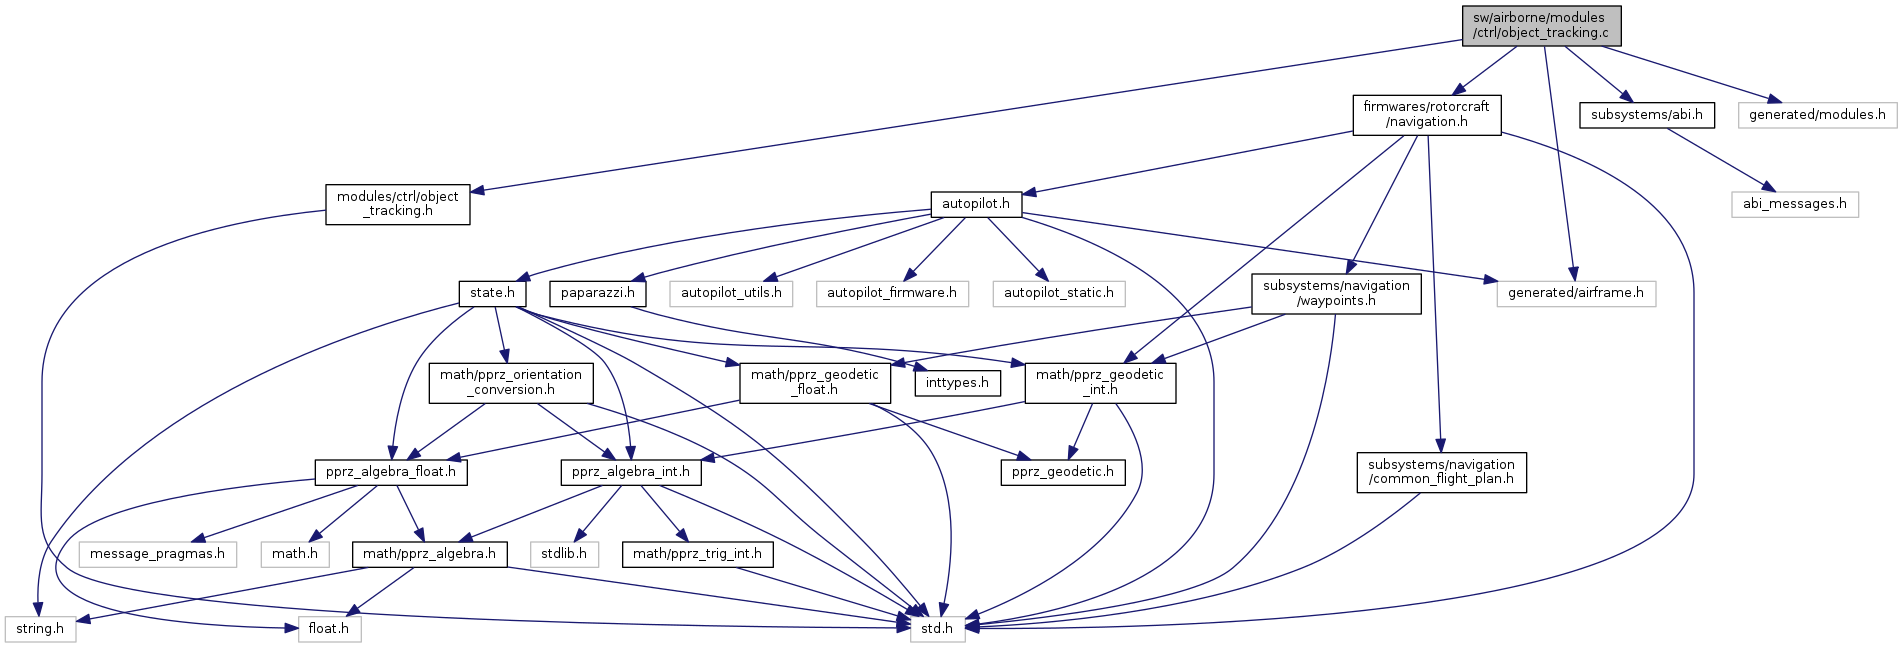 sw/airborne/modules
/ctrl/object_tracking.c
firmwares/rotorcraft
/navigation.h
subsystems/abi.h
generated/modules.h
modules/ctrl/object
_tracking.h
autopilot.h
abi_messages.h
state.h
paparazzi.h
autopilot_utils.h
autopilot_firmware.h
autopilot_static.h
subsystems/navigation
/waypoints.h
generated/airframe.h
math/pprz_orientation
_conversion.h
math/pprz_geodetic
_float.h
inttypes.h
math/pprz_geodetic
_int.h
pprz_algebra_float.h
pprz_algebra_int.h
pprz_geodetic.h
subsystems/navigation
/common_flight_plan.h
message_pragmas.h
math.h
math/pprz_algebra.h
stdlib.h
math/pprz_trig_int.h
string.h
float.h
std.h